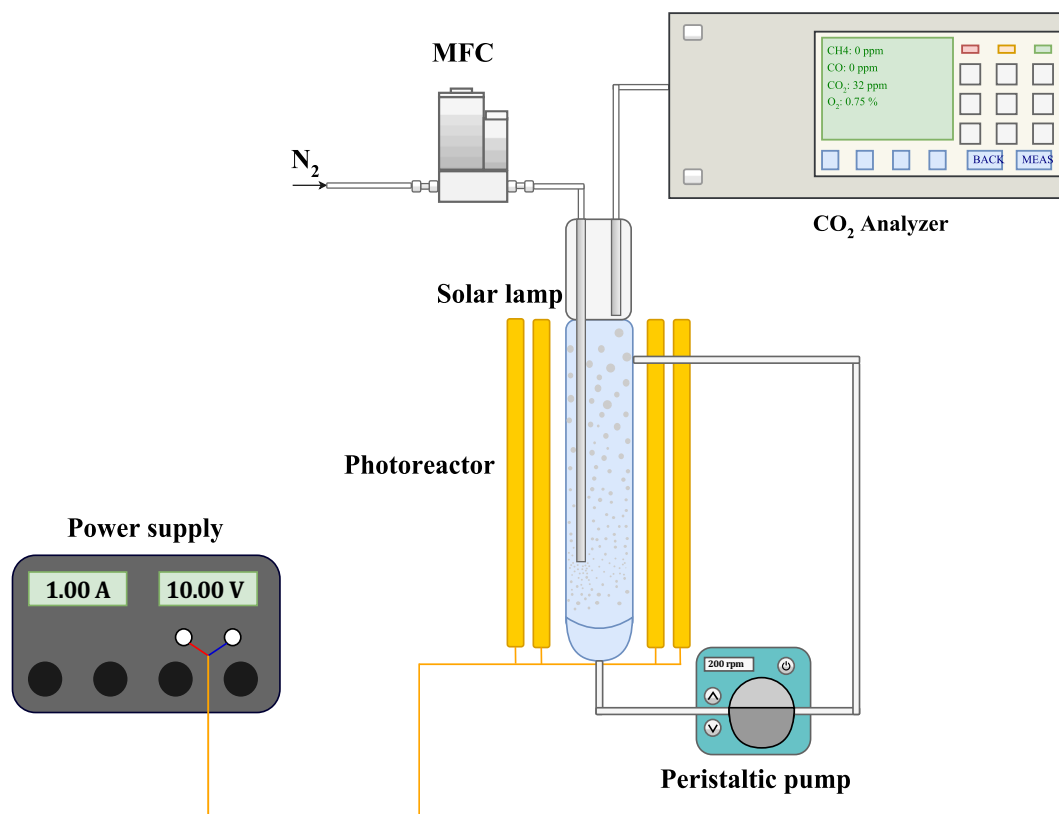 MFC
N₂
CH4: 0 ppm
CO: 0 ppm
CO₂: 32 ppm
O₂: 0.75 %
BACK
MEAS
CO₂ Analyzer
Solar lamp
Photoreactor
Power supply
1.00 A
10.00 V
200 rpm
Peristaltic pump